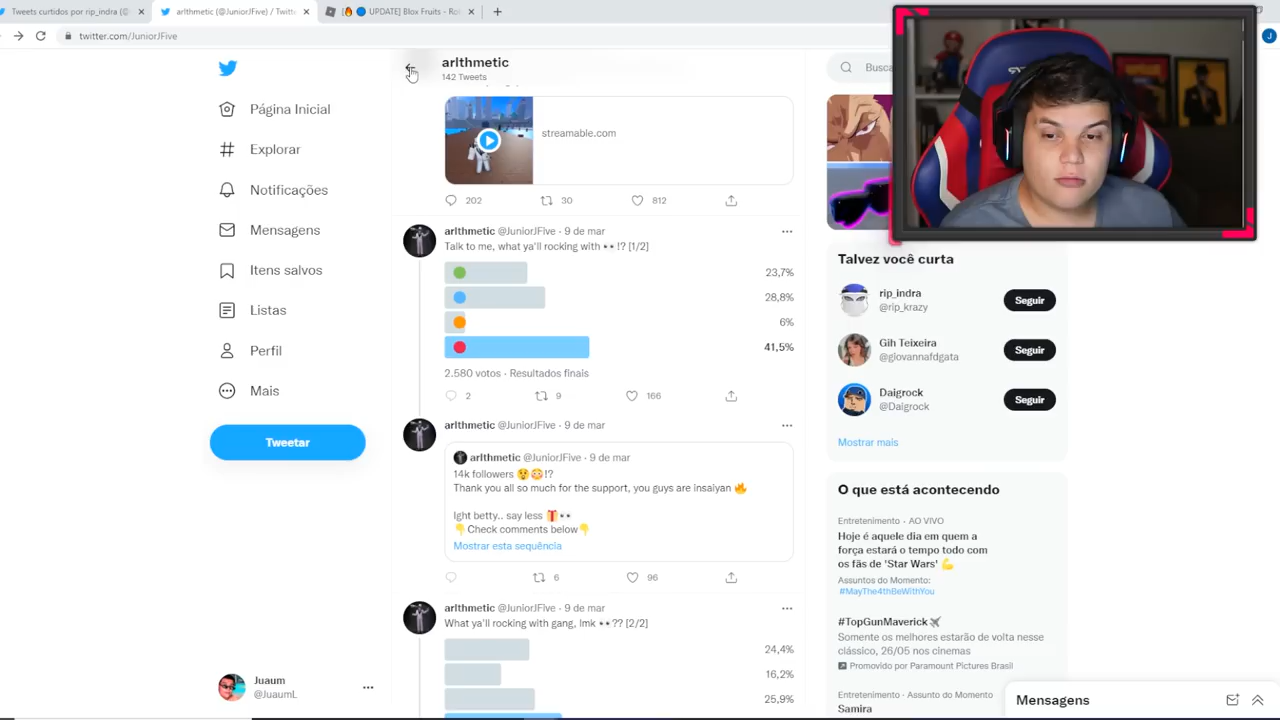 Tweets curtidos por rip_indra (@
arlthmetic (@JuniorJFive) / Twitt
UPDATE] Blox Fruits - Ro
twitter.com/JuniorJFive
arlthmetic
142 Tweets
Busca
Página Inicial
Explorar
Notificações
Mensagens
Itens salvos
Listas
Perfil
Mais
Tweetar
Juaum
@JuaumL
streamable.com
202
30
812
arlthmetic @JuniorJFive · 9 de mar
Talk to me, what ya'll rocking with 👀 !? [1/2]
23,7%
28,8%
6%
41,5%
2.580 votos · Resultados finais
2
9
166
arlthmetic @JuniorJFive · 9 de mar
arlthmetic @JuniorJFive · 9 de mar
14k followers 😲😳!?
Thank you all so much for the support, you guys are insaiyan 🔥
Ight betty.. say less 🎁👀
👇Check comments below👇
Mostrar esta sequência
6
96
arlthmetic @JuniorJFive · 9 de mar
What ya'll rocking with gang, lmk 👀?? [2/2]
24,4%
16,2%
25,9%
Talvez você curta
rip_indra
@rip_krazy
Seguir
Gih Teixeira
@giovannafdgata
Seguir
Daigrock
@Daigrock
Seguir
Mostrar mais
O que está acontecendo
Entretenimento · AO VIVO
Hoje é aquele dia em quem a
força estará o tempo todo com
os fãs de 'Star Wars' 💪
Assuntos do Momento:
#MayThe4thBeWithYou
#TopGunMaverick
Somente os melhores estarão de volta nesse
clássico, 26/05 nos cinemas
Promovido por Paramount Pictures Brasil
Entretenimento · Assunto do Momento
Samira
Mensagens
J